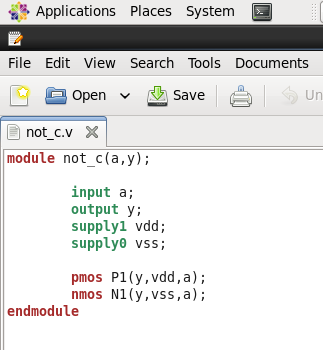 Applications Places System
File Edit View Search Tools Documents
Open Save Un
not_c.v
module not_c(a,y);
input a;
output y;
supply1 vdd;
supply0 vss;
pmos P1(y,vdd,a);
nmos N1(y,vss,a);
endmodule